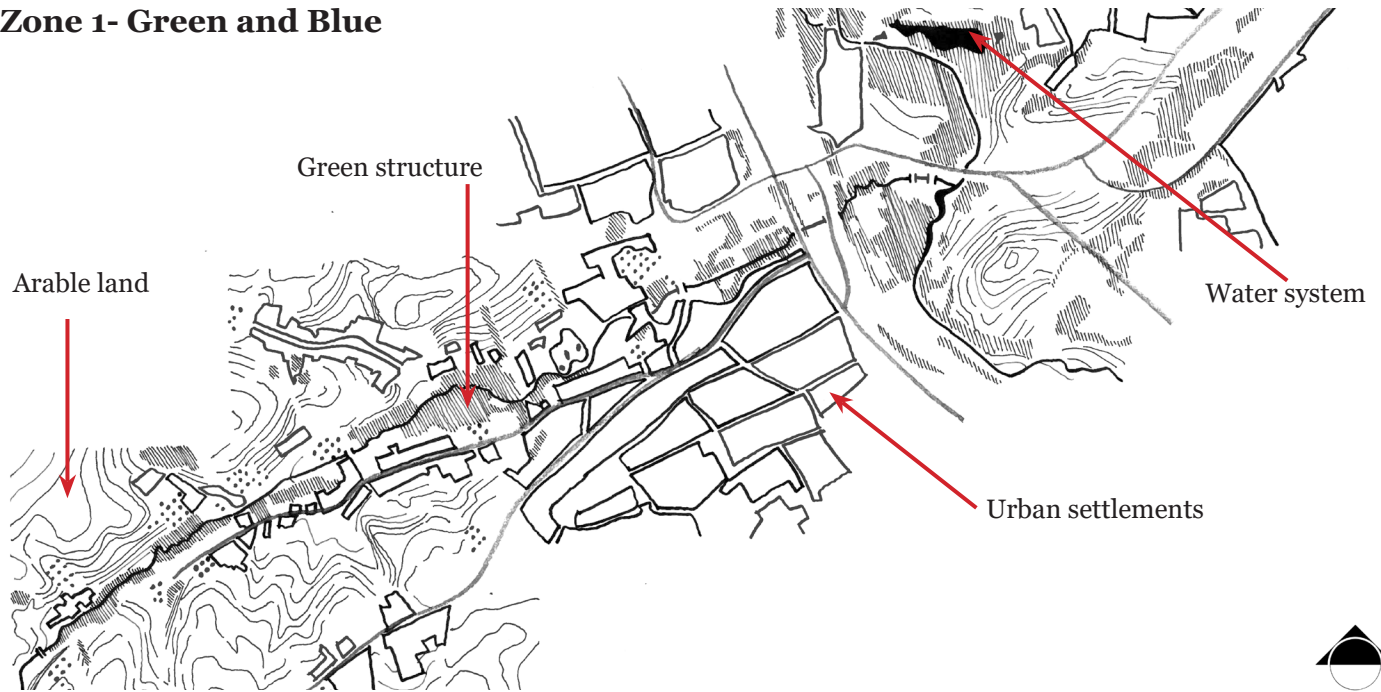 Zone 1- Green and Blue
Green structure
Arable land
Water system
Urban settlements